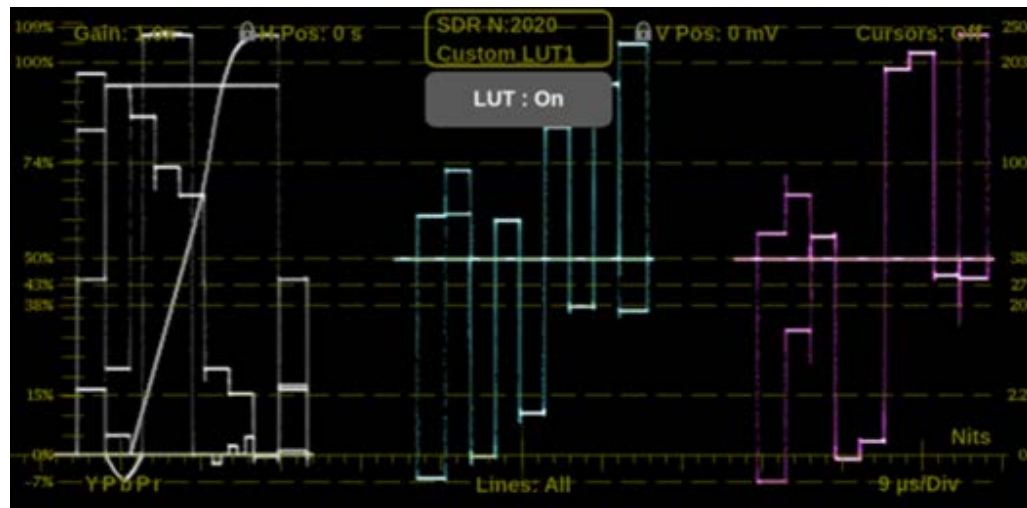 109%
Gain: 1.0x
H Pos: 0 s
SDR N:2020
Custom LUT1
V Pos: 0 mV
Cursors: Off
250
100%
203
LUT : On
74%
100
50%
38
43%
27
38%
20
15%
2.2
Nits
0%
0
-7%
YPbPr
Lines: All
9 µs/Div